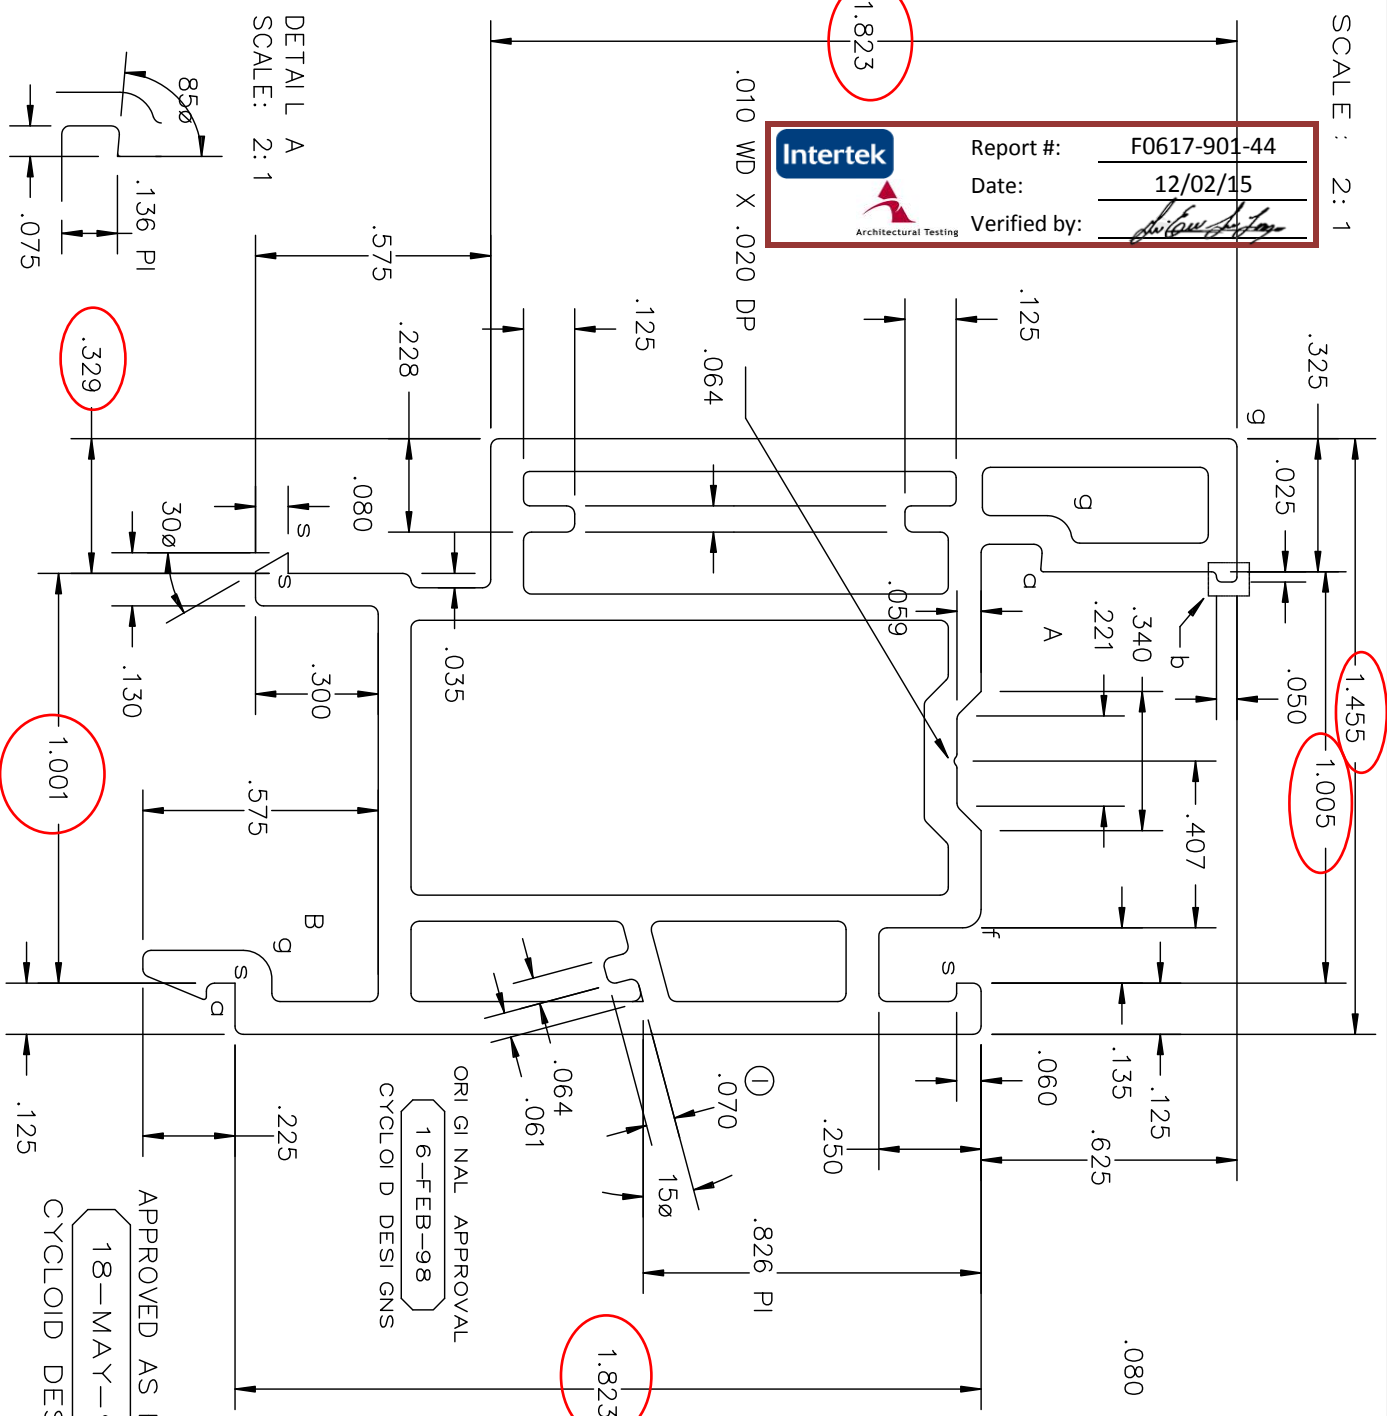 SCALE : 2:1
1.823
Intertek
Architectural Testing
Report #: F0617-901-44
Date: 12/02/15
Verified by:
DETAIL A
SCALE: 2:1
85ø
.136 PI
.075
.010 WD X .020 DP
.575
.125
.125
.325
.329
.228
.064
g
.025
.080
s
30ø
s
g
a
.059
A
.221
.340
b
.050
1.455
1.005
.035
.130
.300
1.001
.575
.407
B
g
s
a
f
s
.125
.225
.064
.061
1
.070
15ø
.250
.060
.135
.125
.625
.826 PI
ORIGINAL APPROVAL
16-FEB-98
CYCLOID DESIGNS
APPROVED AS
18-MAY-
CYCLOID DES
1.823
.080